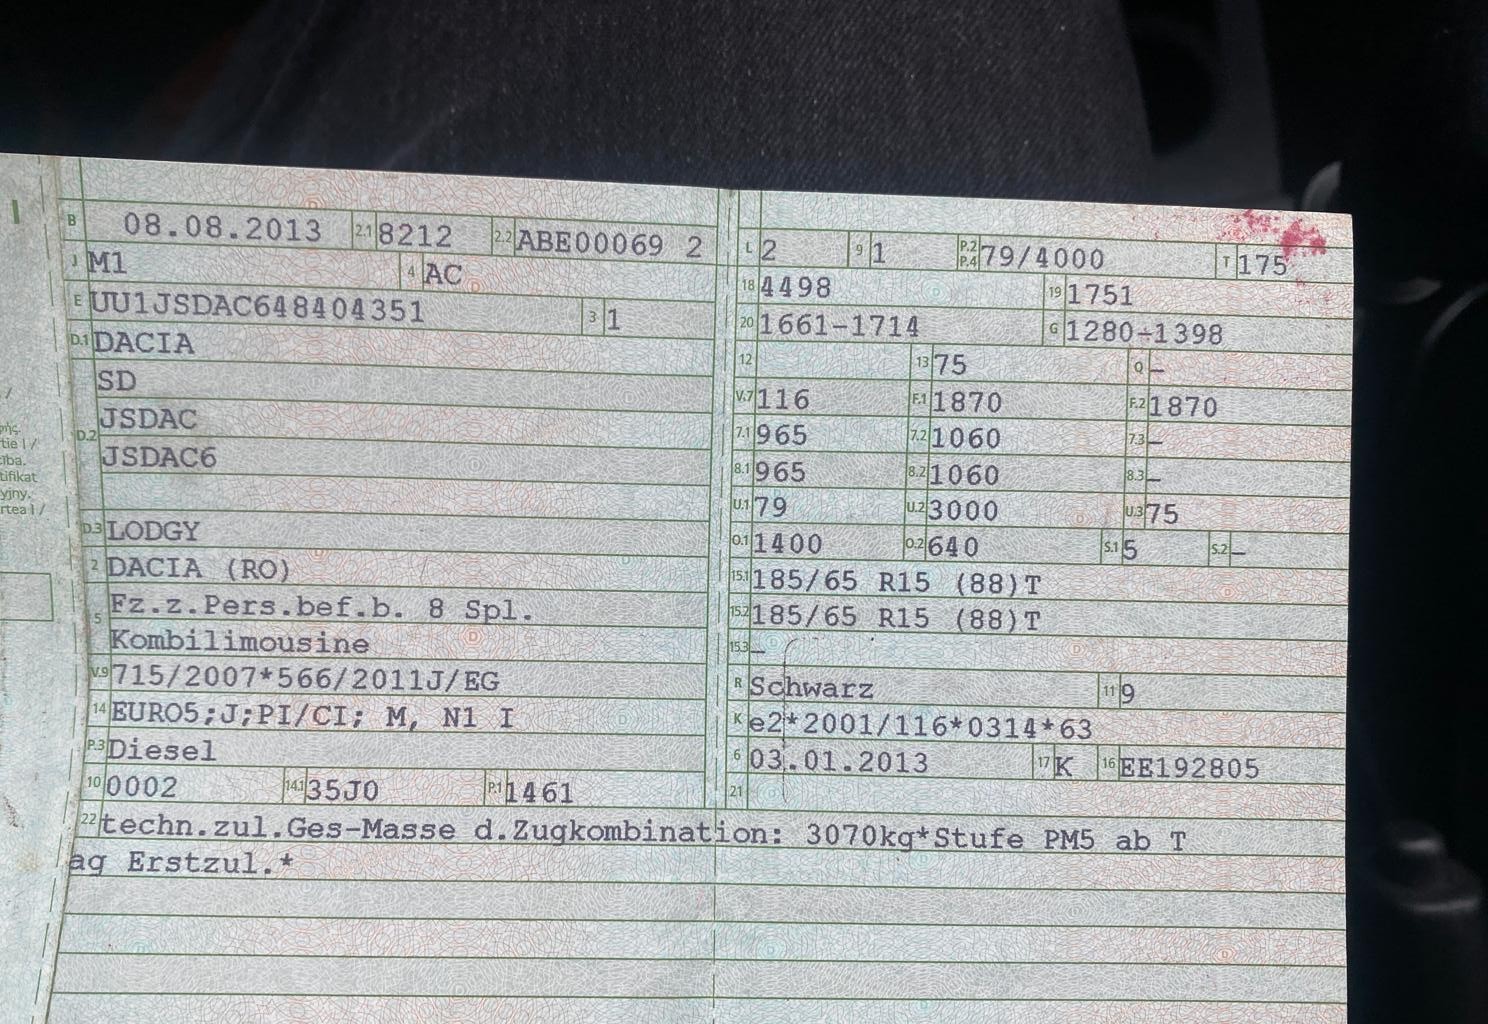 B 08.08.2013 2.1 8212 2.2 ABE00069 2
J M1 4 AC
E UU1JSDAC648404351 3 1
D.1 DACIA
SD
D.2 JSDAC
JSDAC6
D.3 LODGY
2 DACIA (RO)
5 Fz.z.Pers.bef.b. 8 Spl.
Kombilimousine
V.9 715/2007*566/2011J/EG
14 EURO5;J;PI/CI; M, N1 I
P.3 Diesel
10 0002 14.1 35J0 P.1 1461
L 2 9 1 P.2 P.4 79/4000 T 175
18 4498 19 1751
20 1661-1714 G 1280-1398
12 13 75 Q –
V.7 116 F.1 1870 F.2 1870
7.1 965 7.2 1060 7.3 –
8.1 965 8.2 1060 8.3 –
U.1 79 U.2 3000 U.3 75
O.1 1400 O.2 640 S.1 5 S.2 –
15.1 185/65 R15 (88)T
15.2 185/65 R15 (88)T
15.3 –
R Schwarz 11 9
K e2*2001/116*0314*63
6 03.01.2013 17 K 16 EE192805
21
22 techn.zul.Ges-Masse d.Zugkombination: 3070kg*Stufe PM5 ab T
ag Erstzul.*
I
/
tie I /
tifikat
yjny.
rtea I /